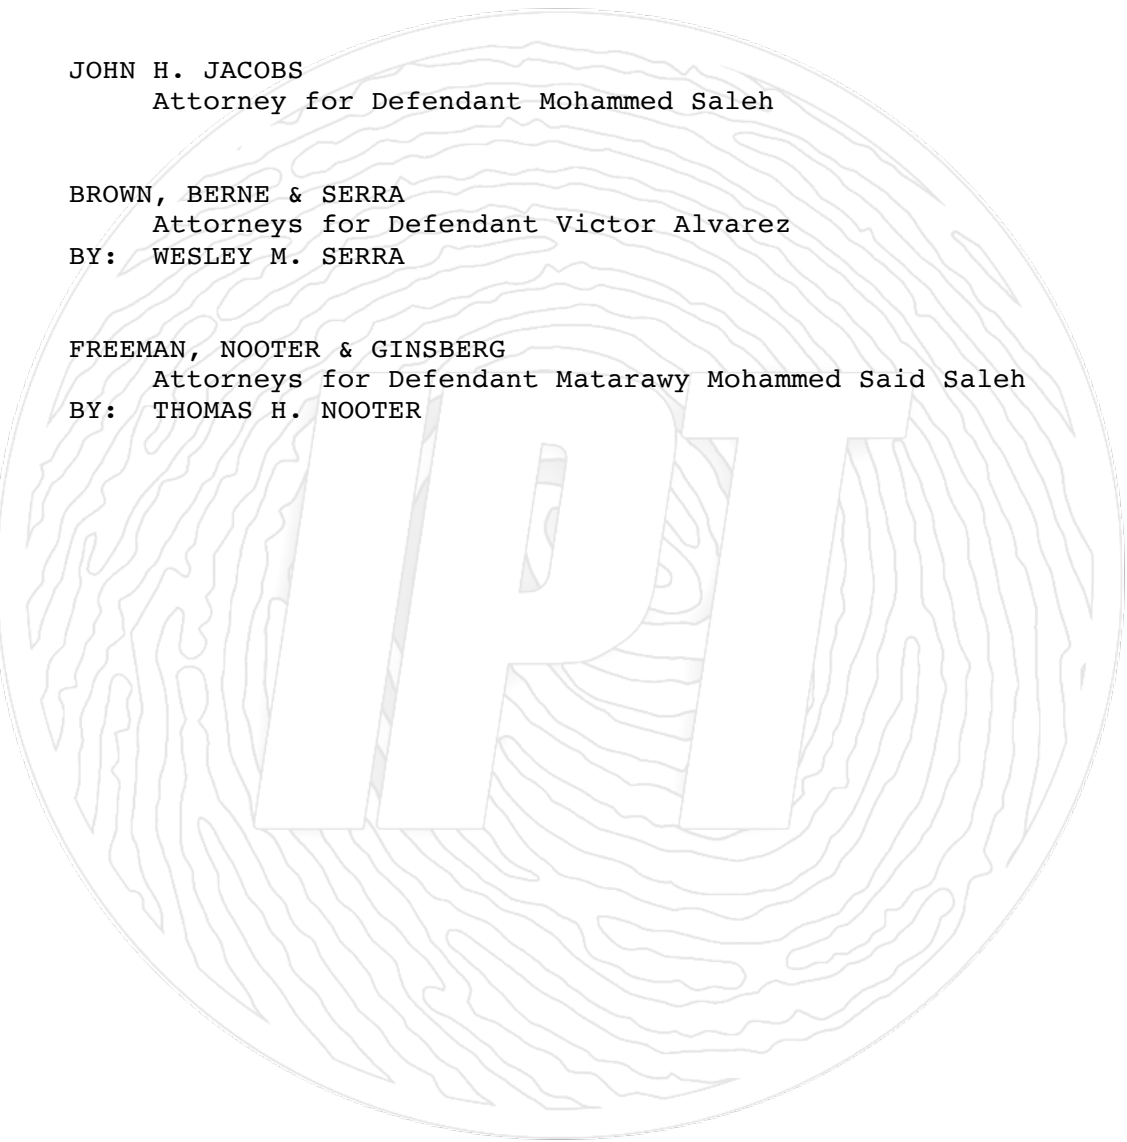 JOHN H. JACOBS
Attorney for Defendant Mohammed Saleh
BROWN, BERNE & SERRA
Attorneys for Defendant Victor Alvarez
BY: WESLEY M. SERRA
FREEMAN, NOOTER & GINSBERG
Attorneys for Defendant Matarawy Mohammed Said Saleh
BY: THOMAS H. NOOTER
IPT